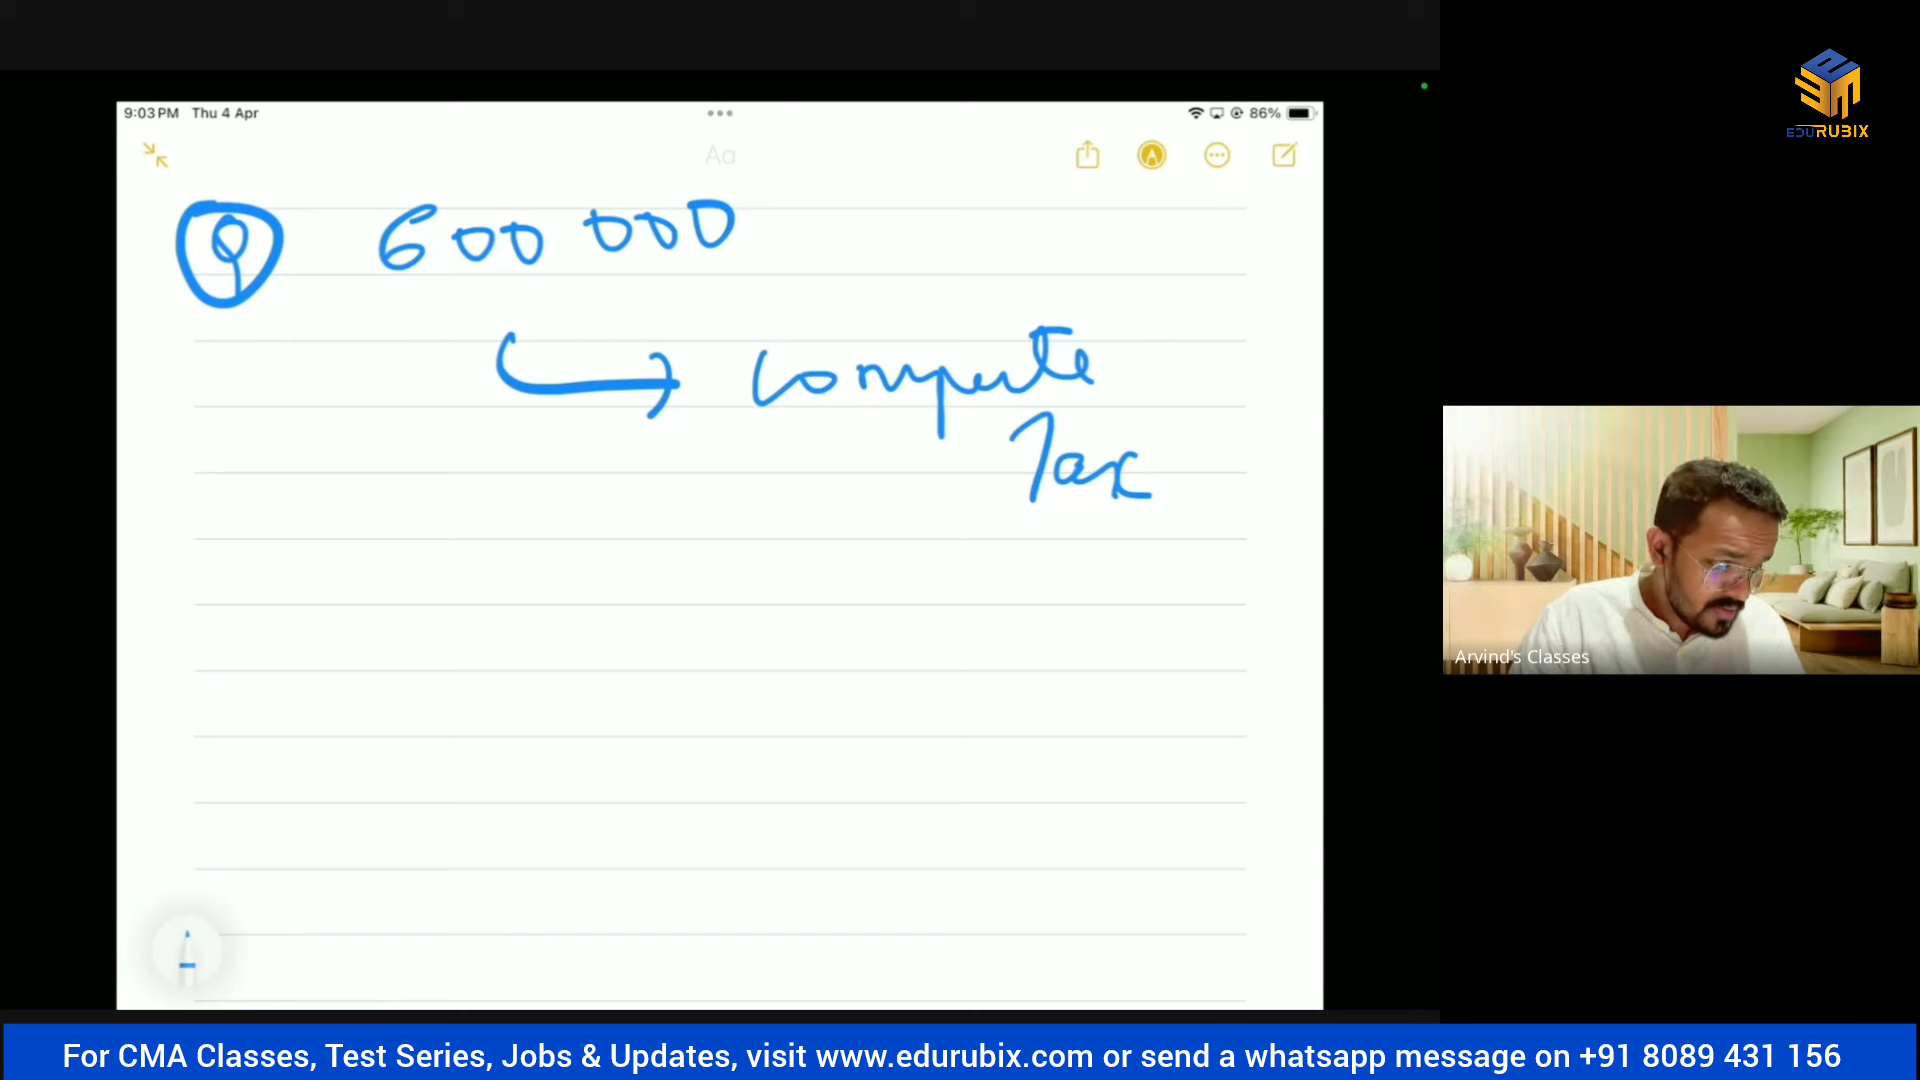 9:03 PM Thu 4 Apr
86%
Aa
EDURUBIX
Q 600 000
Compute
Tax
Arvind's Classes
For CMA Classes, Test Series, Jobs & Updates, visit www.edurubix.com or send a whatsapp message on +91 8089 431 156